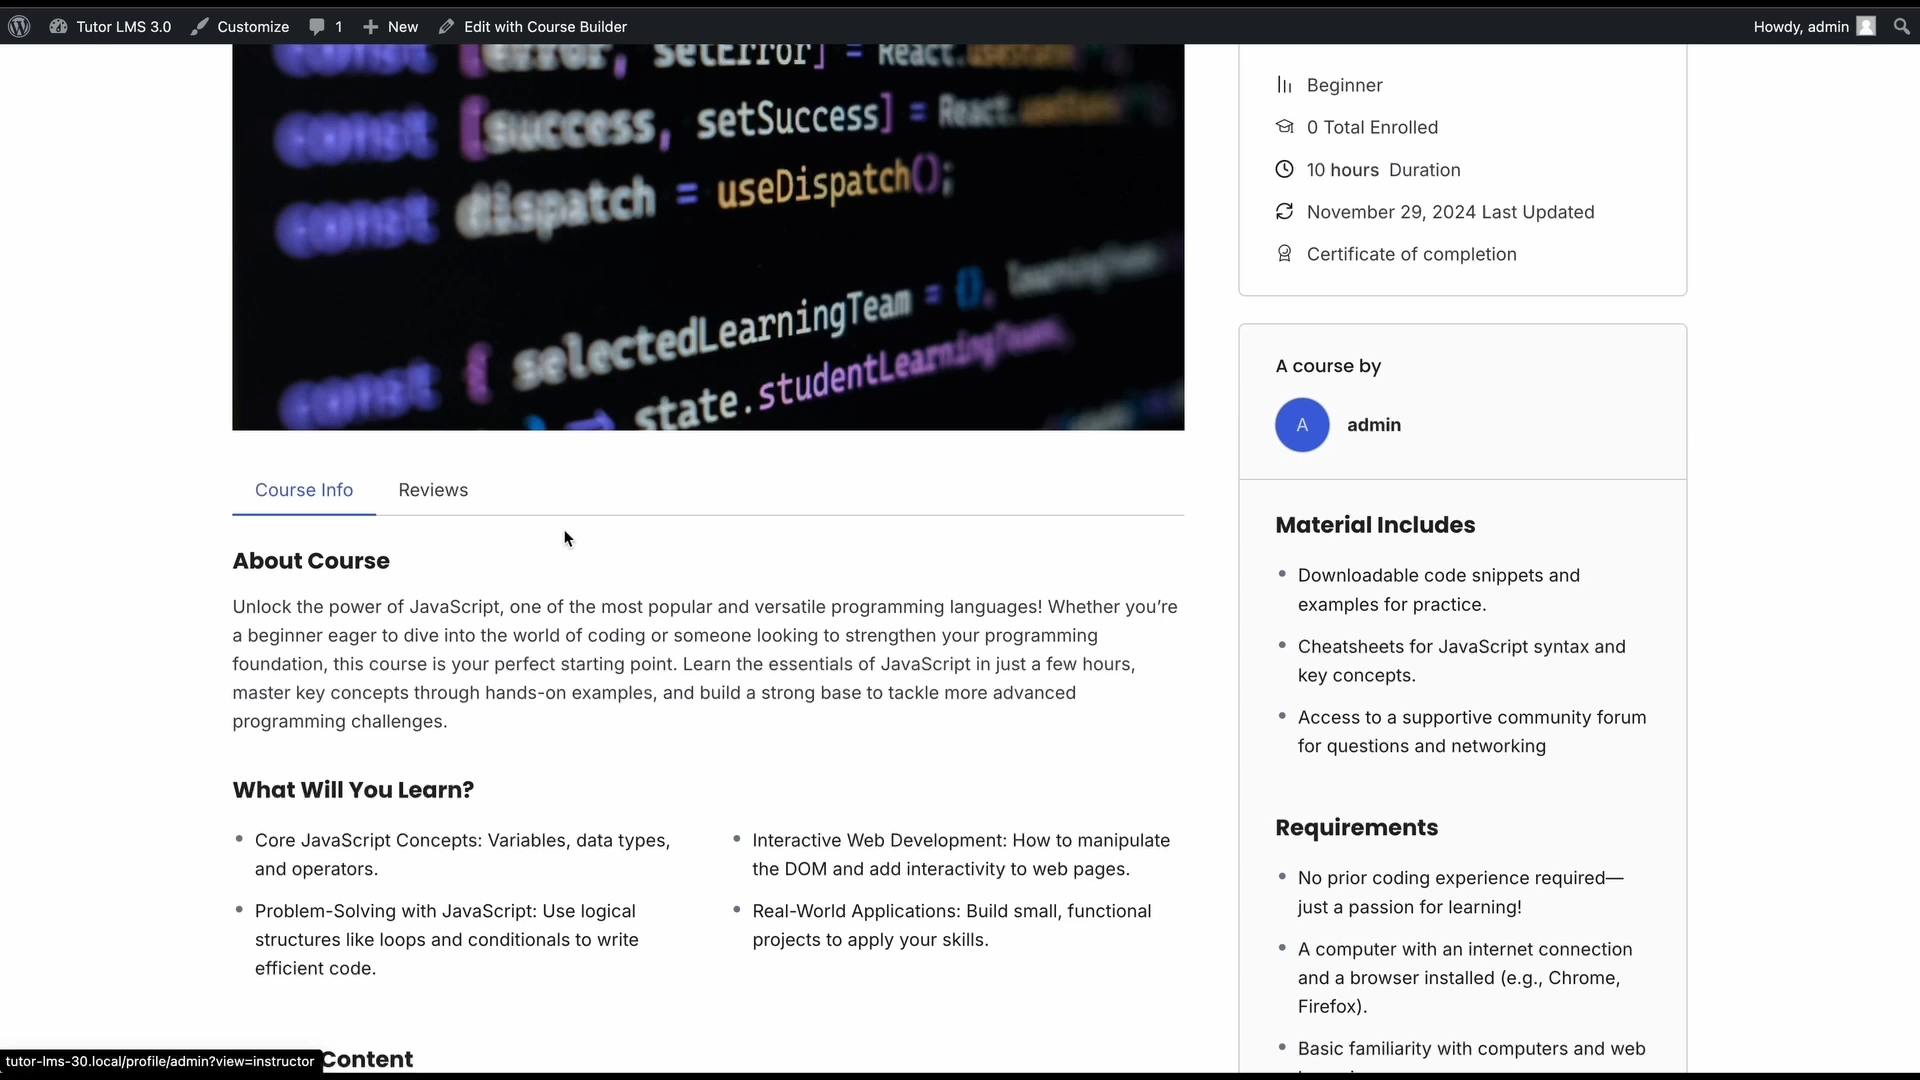 Tutor LMS 3.0 Customize 1 New Edit with Course Builder Howdy, admin
setError] = React.
[success, setSuccess] = React.
const dispatch = useDispatch();
const { selectedLearningTeam = {}, learningTeam
state.studentLearningTeam,
Course Info Reviews
About Course
Unlock the power of JavaScript, one of the most popular and versatile programming languages! Whether you’re
a beginner eager to dive into the world of coding or someone looking to strengthen your programming
foundation, this course is your perfect starting point. Learn the essentials of JavaScript in just a few hours,
master key concepts through hands-on examples, and build a strong base to tackle more advanced
programming challenges.
What Will You Learn?
• Core JavaScript Concepts: Variables, data types,
and operators.
• Problem-Solving with JavaScript: Use logical
structures like loops and conditionals to write
efficient code.
• Interactive Web Development: How to manipulate
the DOM and add interactivity to web pages.
• Real-World Applications: Build small, functional
projects to apply your skills.
Content
tutor-lms-30.local/profile/admin?view=instructor
Beginner
0 Total Enrolled
10 hours Duration
November 29, 2024 Last Updated
Certificate of completion
A course by
A admin
Material Includes
• Downloadable code snippets and
examples for practice.
• Cheatsheets for JavaScript syntax and
key concepts.
• Access to a supportive community forum
for questions and networking
Requirements
• No prior coding experience required—
just a passion for learning!
• A computer with an internet connection
and a browser installed (e.g., Chrome,
Firefox).
• Basic familiarity with computers and web